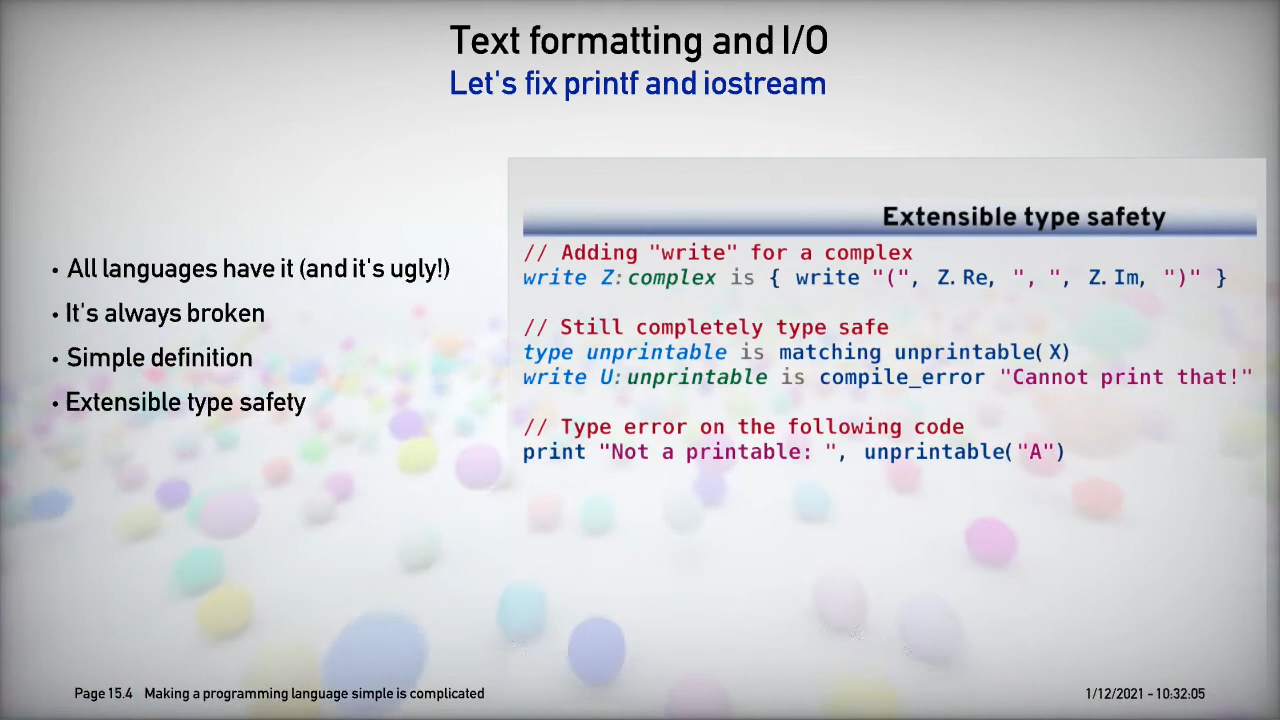 Text formatting and I/O
Let's fix printf and iostream
• All languages have it (and it's ugly!)
• It's always broken
• Simple definition
• Extensible type safety
Extensible type safety
// Adding "write" for a complex
write Z:complex is { write "(", Z.Re, ", ", Z.Im, ")" }
// Still completely type safe
type unprintable is matching unprintable(X)
write U:unprintable is compile_error "Cannot print that!"
// Type error on the following code
print "Not a printable: ", unprintable("A")
Page 15.4 Making a programming language simple is complicated
1/12/2021 - 10:32:05